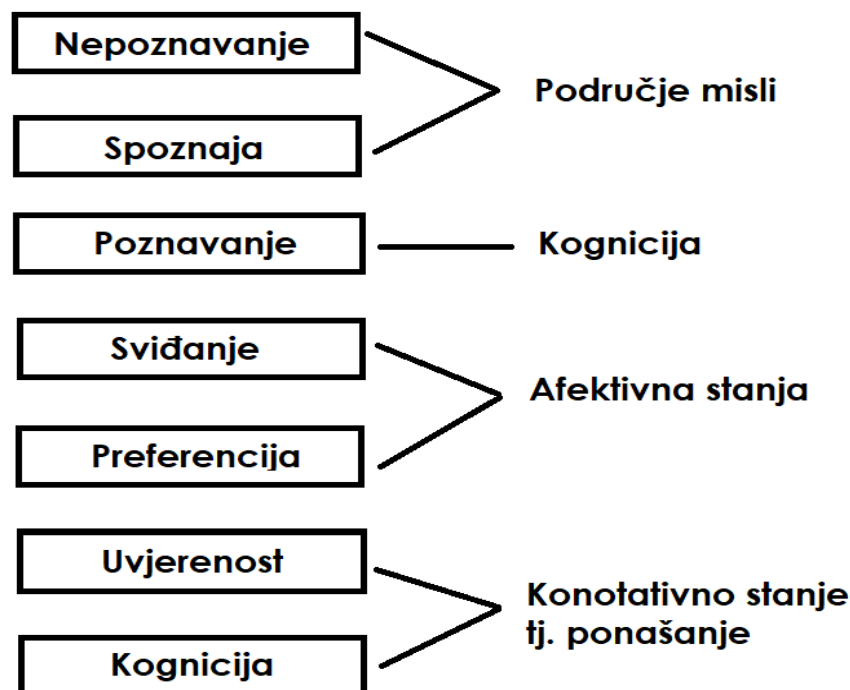 Nepoznavanje
Područje misli
Spoznaja
Poznavanje
Kognicija
Sviđanje
Afektivna stanja
Preferencija
Uvjerenost
Konotativno stanje
tj. ponašanje
Kognicija